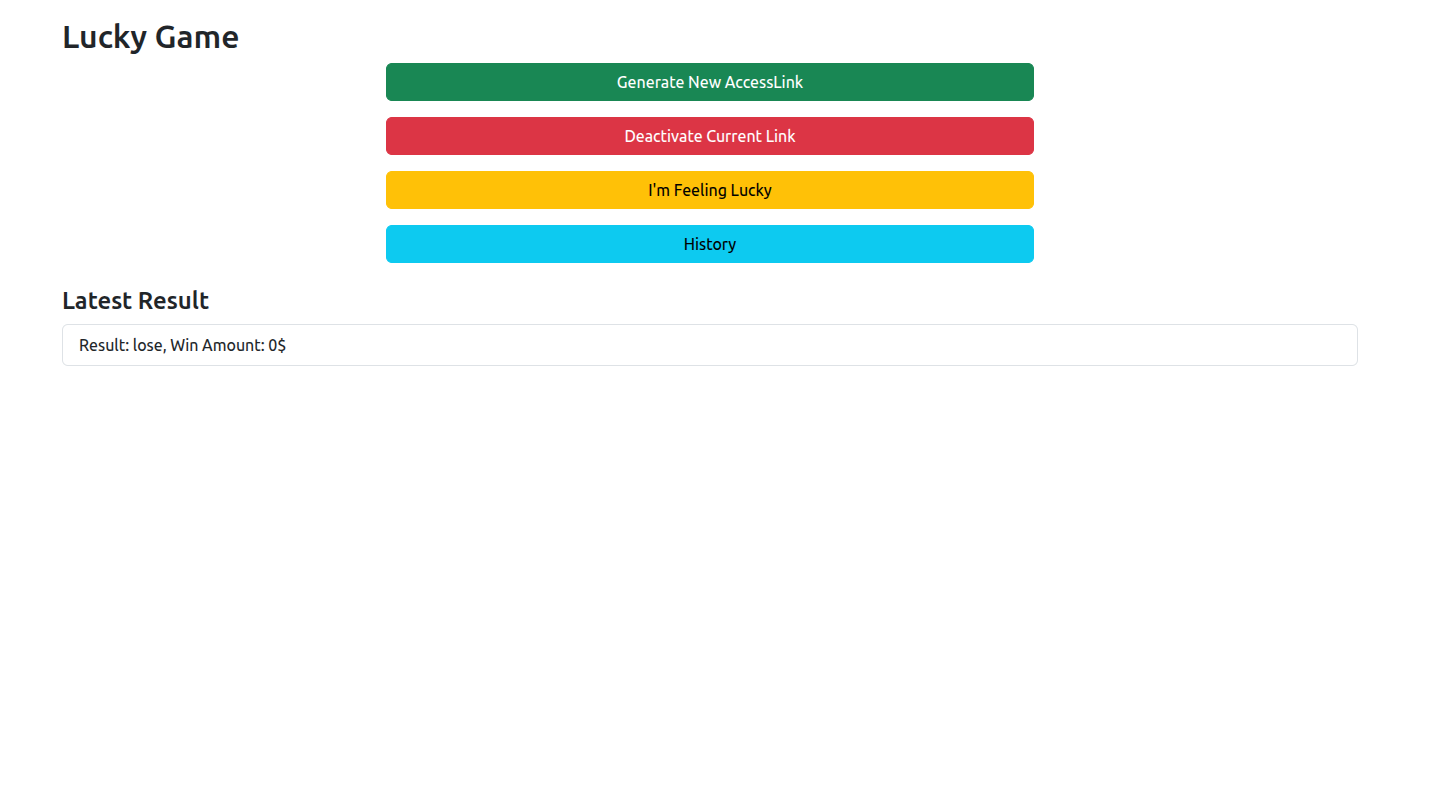 Lucky Game
Generate New AccessLink
Deactivate Current Link
I'm Feeling Lucky
History
Latest Result
Result: lose, Win Amount: 0$